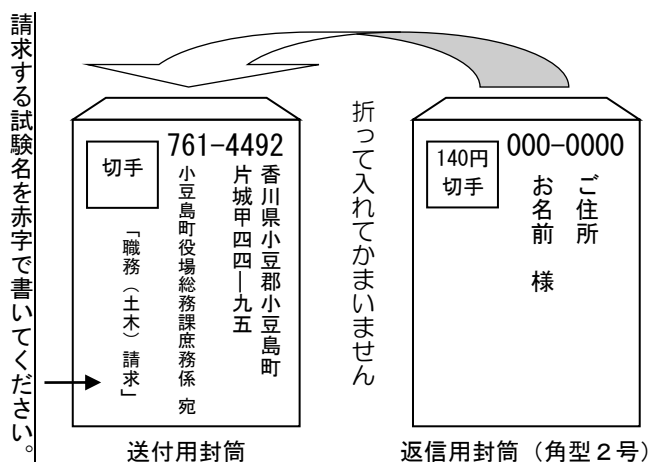 請求する試験名を赤字で書いてください。
切手
761-4492
香川県小豆郡小豆島町
片城甲四四―九五
小豆島町役場総務課庶務係 宛
「職務（土木）請求」
送付用封筒
折って入れてかまいません
140円
切手
000-0000
ご住所
お名前 様
返信用封筒（角型２号）